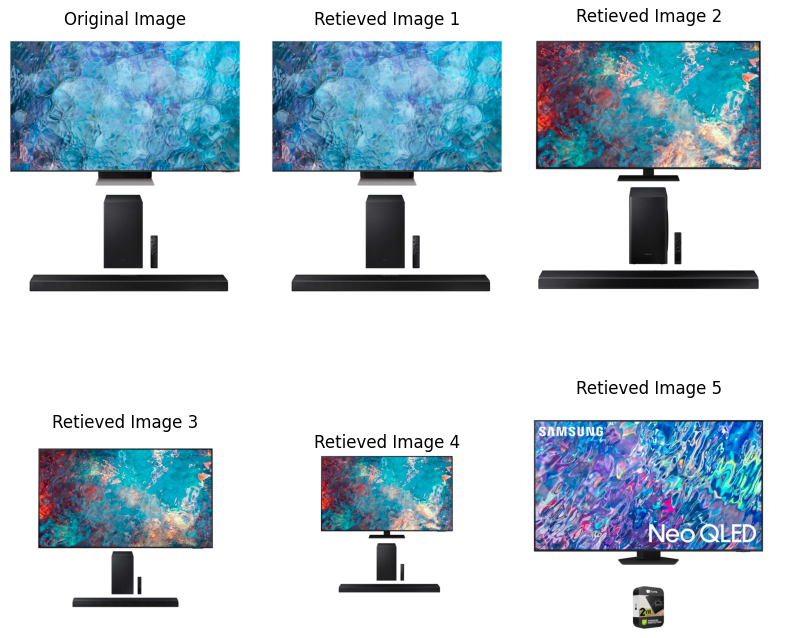 Original Image
Retieved Image 1
Retieved Image 2
Retieved Image 3
Retieved Image 4
Retieved Image 5
SAMSUNG
Neo QLED
2